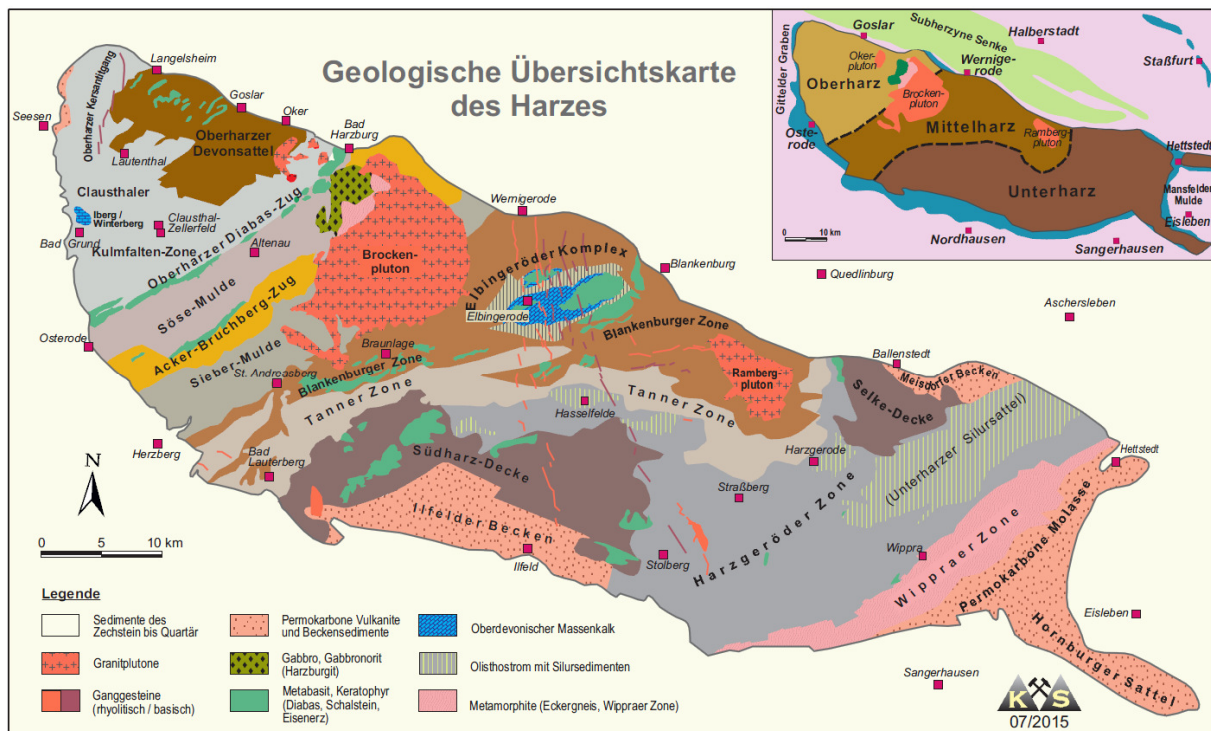 Geologische Übersichtskarte
des Harzes
Langelsheim
Goslar
Oker
Bad
Harzburg
Seesen
Oberharzer Kersantitgang
Oberharzer
Devonsattel
Lautenthal
Clausthaler
Iberg /
Winterberg
Clausthal-
Zellerfeld
Bad Grund
Kulmfalten-Zone
Altenau
Oberharzer Diabas-Zug
Söse-Mulde
Acker-Bruchberg-Zug
Sieber-Mulde
Osterode
Brocken-
pluton
Wernigerode
Elbingeröder Komplex
Blankenburg
Elbingerode
Blankenburger Zone
Braunlage
St. Andreasberg
Blankenburger Zone
Tanner Zone
Hasselfelde
Tanner Zone
Ramberg-
pluton
Ballenstedt
Meisdorfer Becken
Selke-Decke
Quedlinburg
Aschersleben
Herzberg
Bad
Lauterberg
Südharz-Decke
Straßberg
Harzgerode
(Unterharzer Silursattel)
Hettstedt
Ilfelder Becken
Ilfeld
Stolberg
Harzgeröder Zone
Wippra
Wippraer Zone
Permokarbone Molasse
Eisleben
Hornburger Sattel
Sangerhausen
N
0 5 10 km
Legende
Sedimente des
Zechstein bis Quartär
Granitplutone
Ganggesteine
(rhyolitisch / basisch)
Permokarbone Vulkanite
und Beckensedimente
Gabbro, Gabbronorit
(Harzburgit)
Metabasit, Keratophyr
(Diabas, Schalstein,
Eisenerz)
Oberdevonischer Massenkalk
Olisthostrom mit Silursedimenten
Metamorphite (Eckergneis, Wippraer Zone)
K S
07/2015
Gittelder Graben
Goslar
Subherzyne Senke
Halberstadt
Staßfurt
Oker-
pluton
Wernige-
rode
Oberharz
Brocken-
pluton
Oste-
rode
Mittelharz
Ramberg-
pluton
Hettstedt
Unterharz
Mansfelder
Mulde
Eisleben
Nordhausen
Sangerhausen
0 10 km